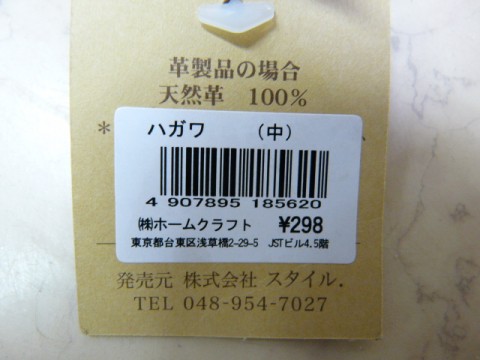 革製品の場合
天然革 100%
*
ハガワ (中)
4 907895 185620
㈱ホームクラフト ¥298
東京都台東区浅草橋2-29-5 JSTビル4.5階
発売元 株式会社 スタイル.
TEL 048-954-7027